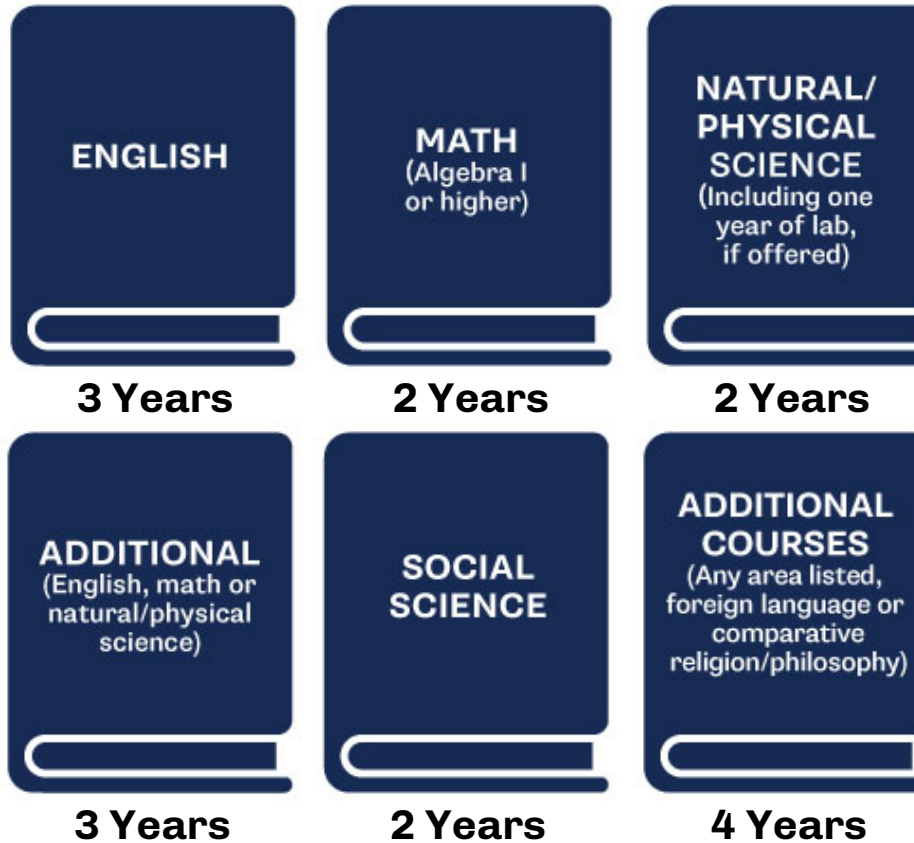 ENGLISH
3 Years
MATH
(Algebra I
or higher)
2 Years
NATURAL/
PHYSICAL
SCIENCE
(Including one
year of lab,
if offered)
2 Years
ADDITIONAL
(English, math or
natural/physical
science)
3 Years
SOCIAL
SCIENCE
2 Years
ADDITIONAL
COURSES
(Any area listed,
foreign language or
comparative
religion/philosophy)
4 Years